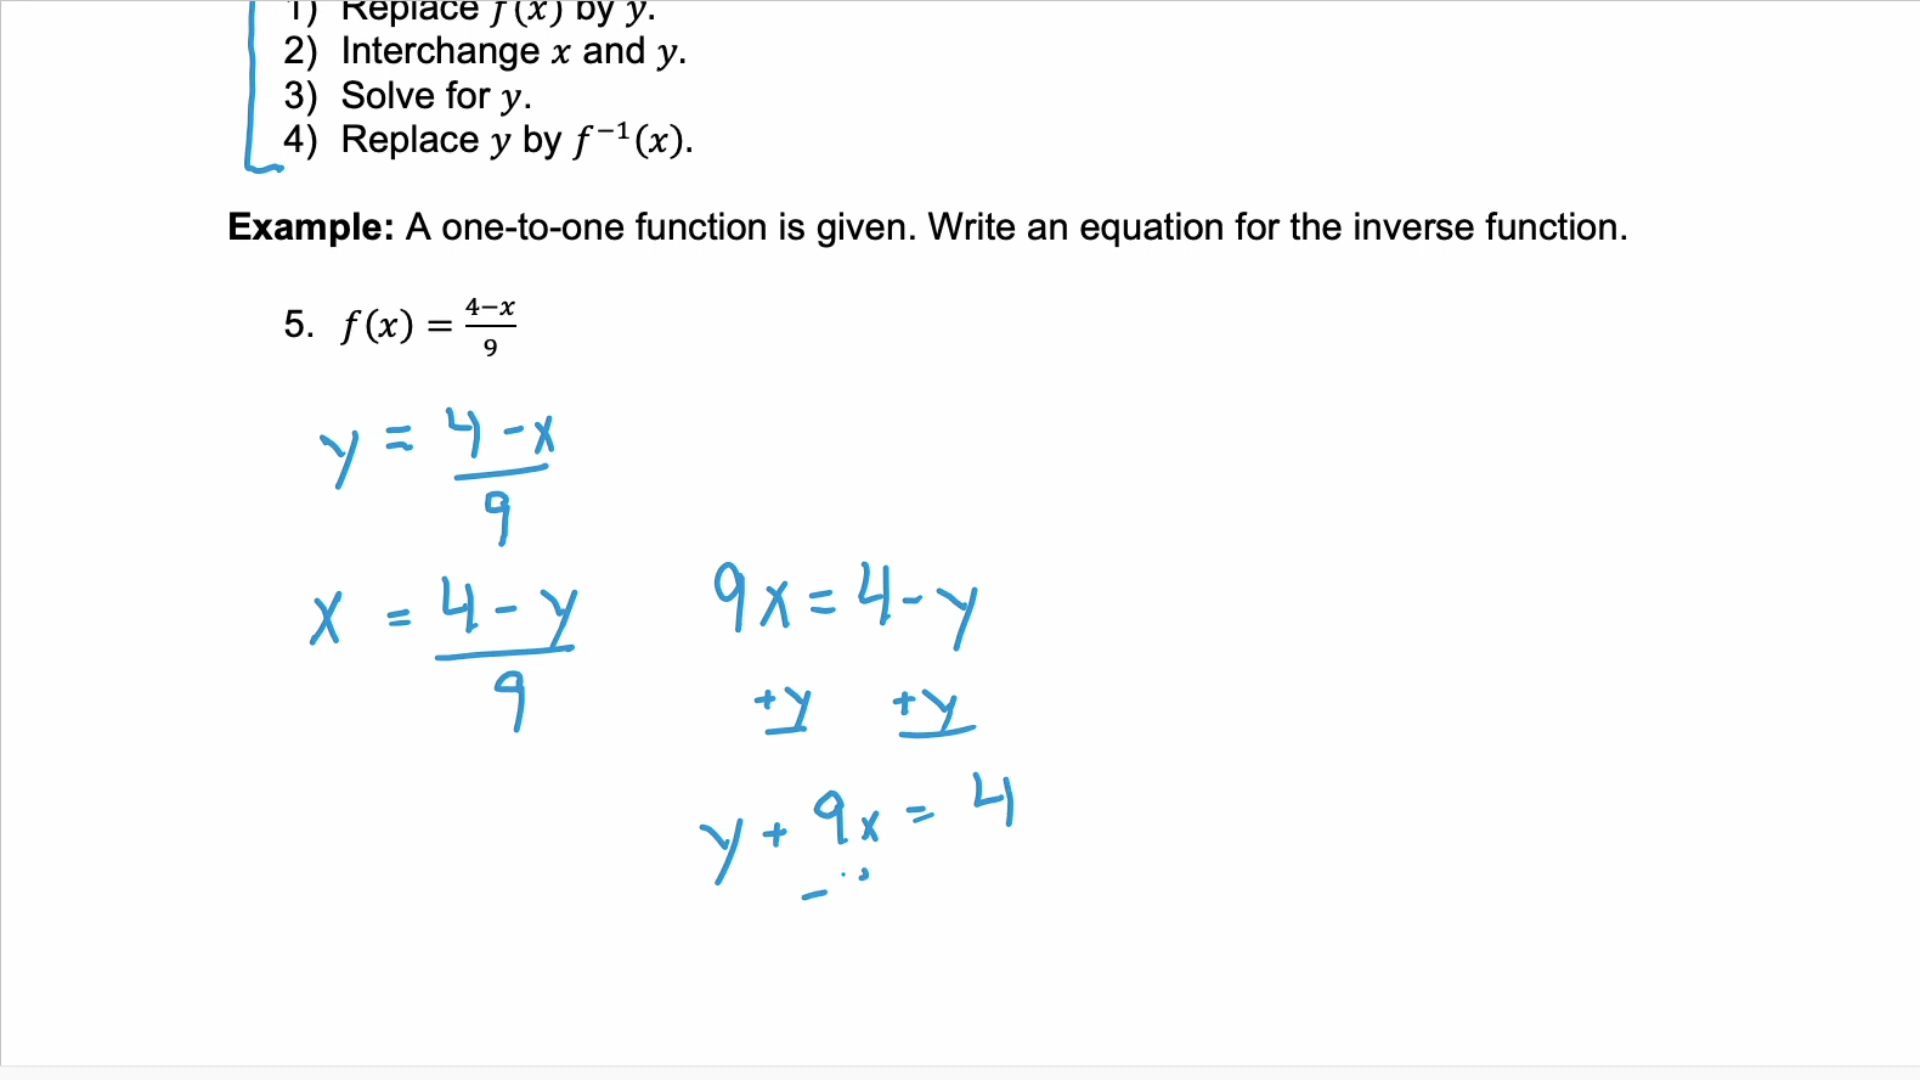 1) Replace f(x) by y.
2) Interchange x and y.
3) Solve for y.
4) Replace y by f⁻¹(x).
Example: A one-to-one function is given. Write an equation for the inverse function.
5. f(x) = (4−x)/9
y = (4-x)/9
x = (4-y)/9
9x = 4-y
+y +y
y + 9x = 4
-